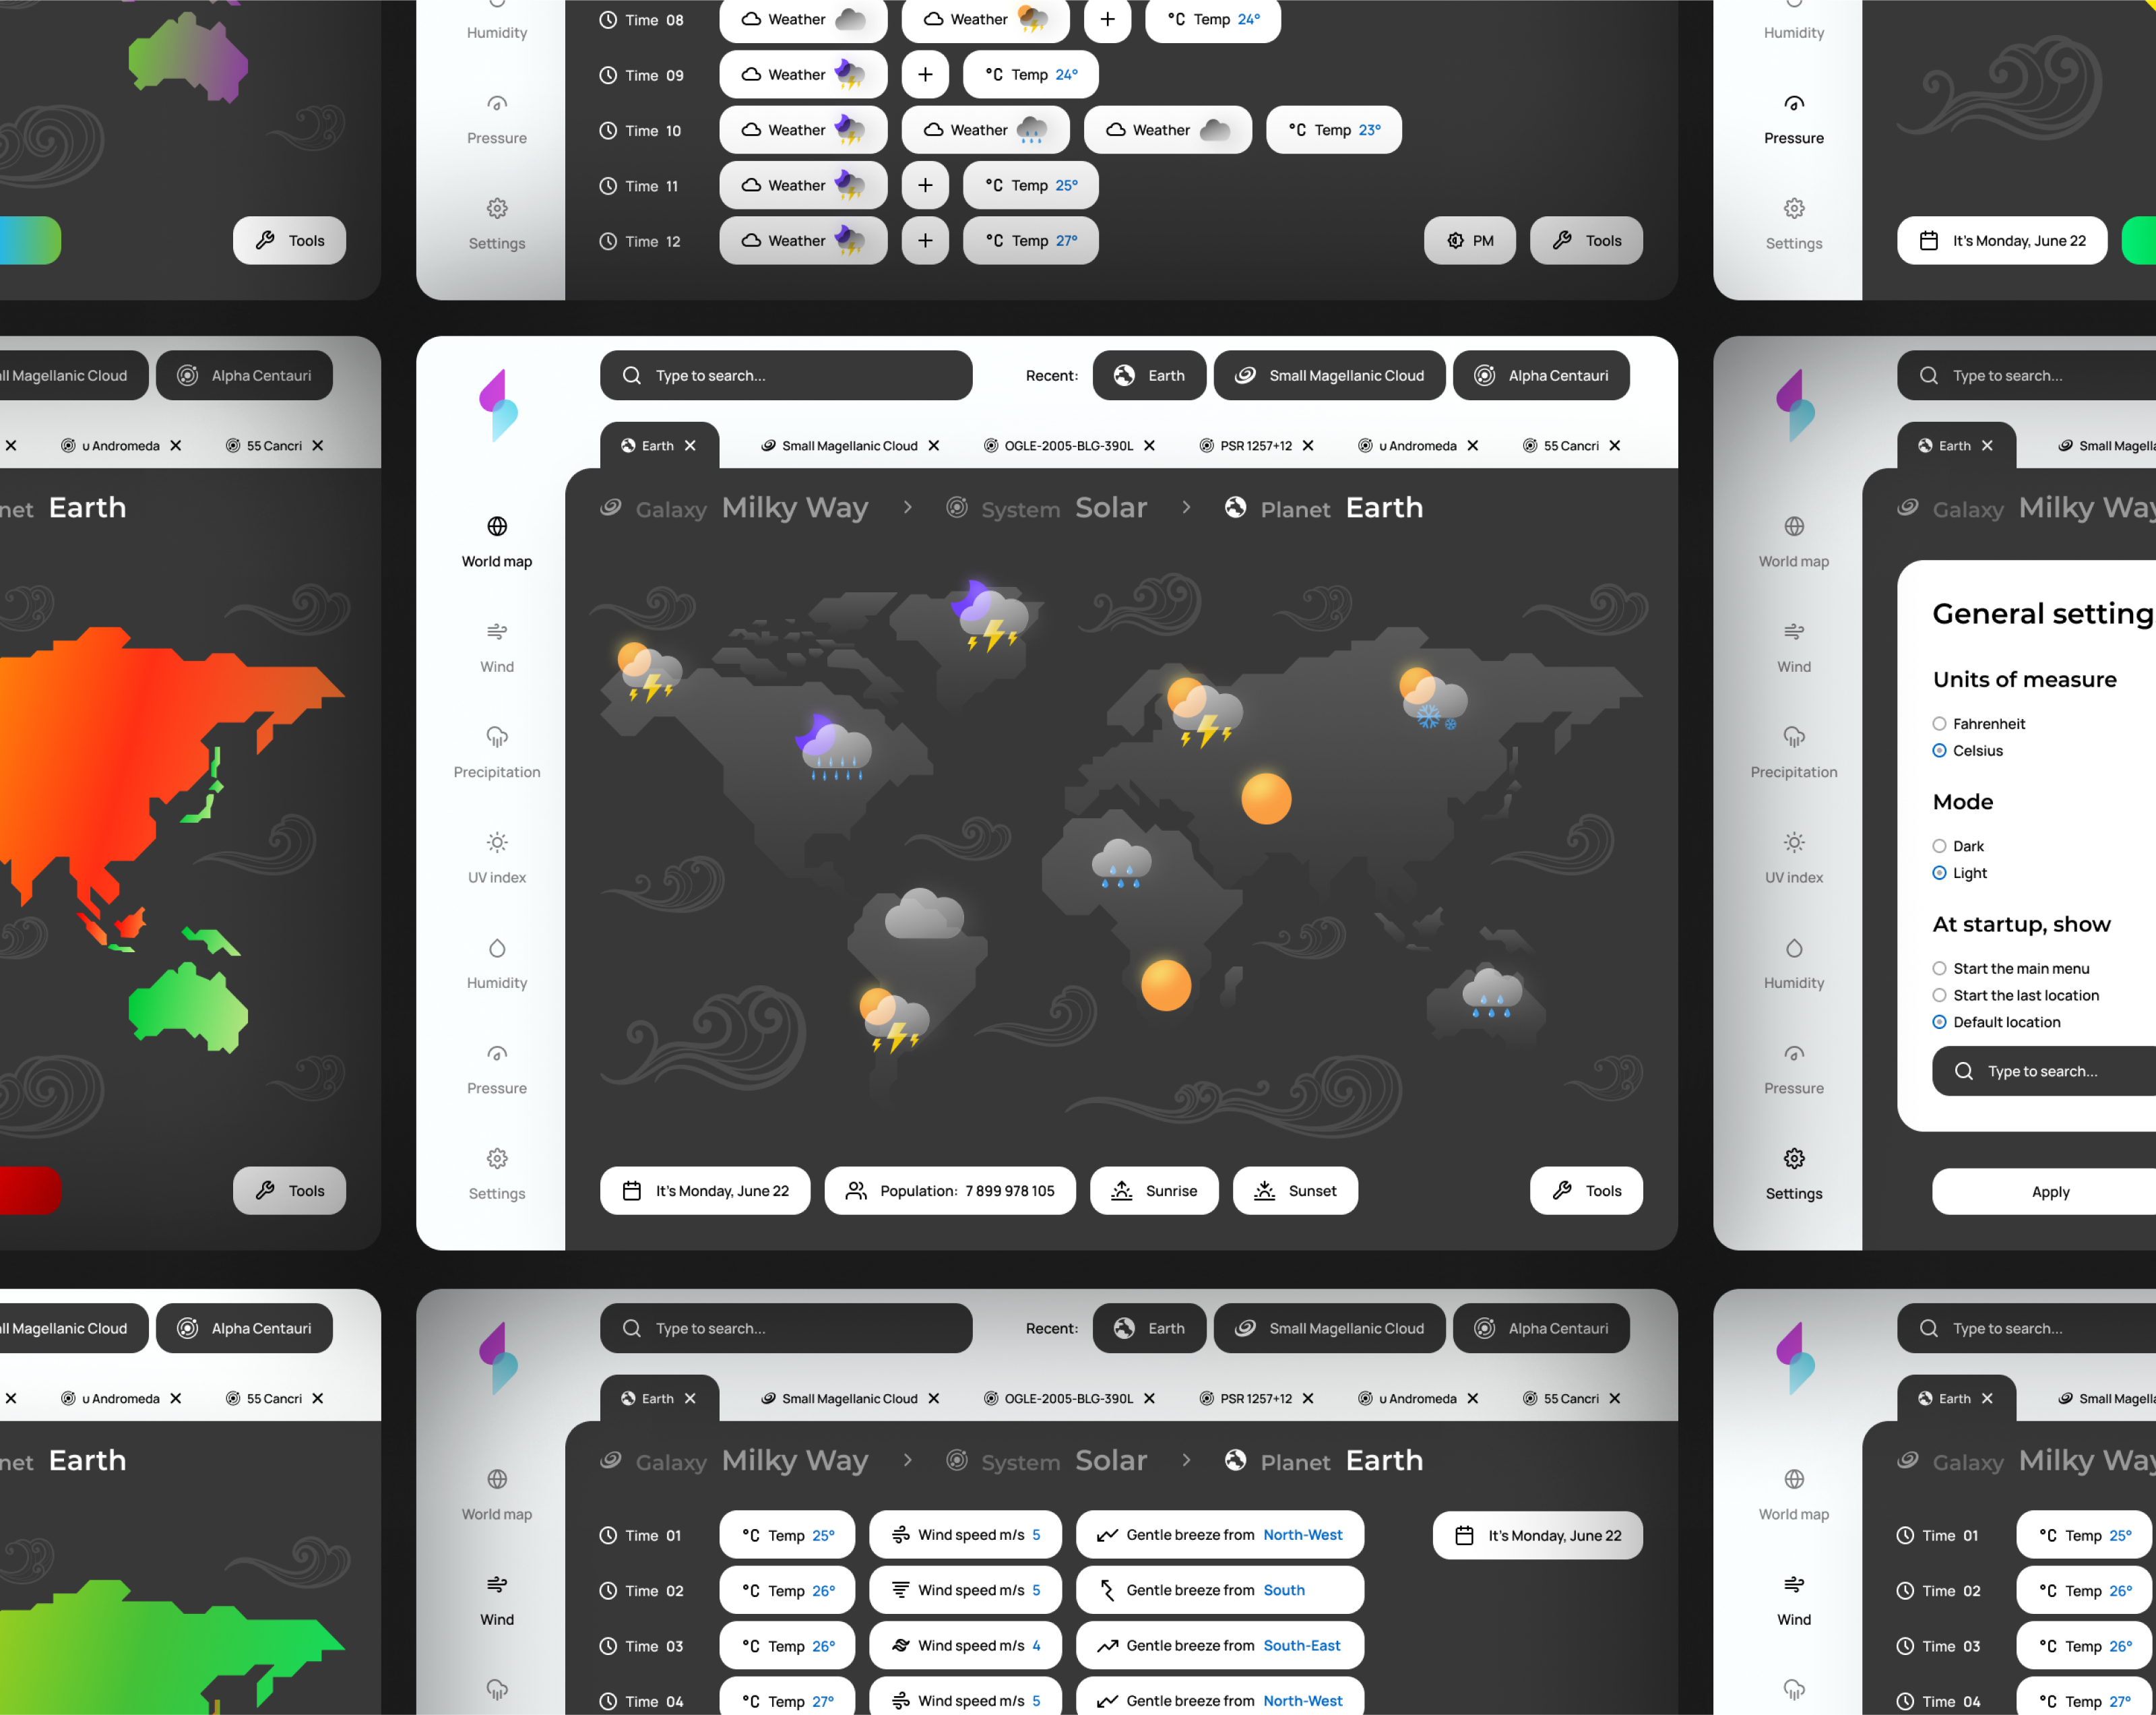 Humidity
Pressure
Settings
Time 08 Weather Weather + °C Temp 24°
Time 09 Weather + °C Temp 24°
Time 10 Weather Weather Weather °C Temp 23°
Time 11 Weather + °C Temp 25°
Time 12 Weather + °C Temp 27°
PM Tools
Tools
Humidity
Pressure
Settings
It's Monday, June 22
ll Magellanic Cloud Alpha Centauri
υ Andromeda 55 Cancri
net Earth
Tools
Type to search...
Recent: Earth Small Magellanic Cloud Alpha Centauri
Earth Small Magellanic Cloud OGLE-2005-BLG-390L PSR 1257+12 υ Andromeda 55 Cancri
Galaxy Milky Way > System Solar > Planet Earth
World map
Wind
Precipitation
UV index
Humidity
Pressure
Settings
It's Monday, June 22 Population: 7 899 978 105 Sunrise Sunset Tools
Type to search...
Earth Small Magella
Galaxy Milky Way
World map
Wind
Precipitation
UV index
Humidity
Pressure
Settings
General setting
Units of measure
Fahrenheit
Celsius
Mode
Dark
Light
At startup, show
Start the main menu
Start the last location
Default location
Type to search...
Apply
ll Magellanic Cloud Alpha Centauri
υ Andromeda 55 Cancri
net Earth
Type to search...
Recent: Earth Small Magellanic Cloud Alpha Centauri
Earth Small Magellanic Cloud OGLE-2005-BLG-390L PSR 1257+12 υ Andromeda 55 Cancri
Galaxy Milky Way > System Solar > Planet Earth
World map
Wind
Time 01 °C Temp 25° Wind speed m/s 5 Gentle breeze from North-West
It's Monday, June 22
Time 02 °C Temp 26° Wind speed m/s 5 Gentle breeze from South
Time 03 °C Temp 26° Wind speed m/s 4 Gentle breeze from South-East
Time 04 °C Temp 27° Wind speed m/s 5 Gentle breeze from North-West
Type to search...
Earth Small Magella
Galaxy Milky Way
World map
Wind
Time 01 °C Temp 25°
Time 02 °C Temp 26°
Time 03 °C Temp 26°
Time 04 °C Temp 27°